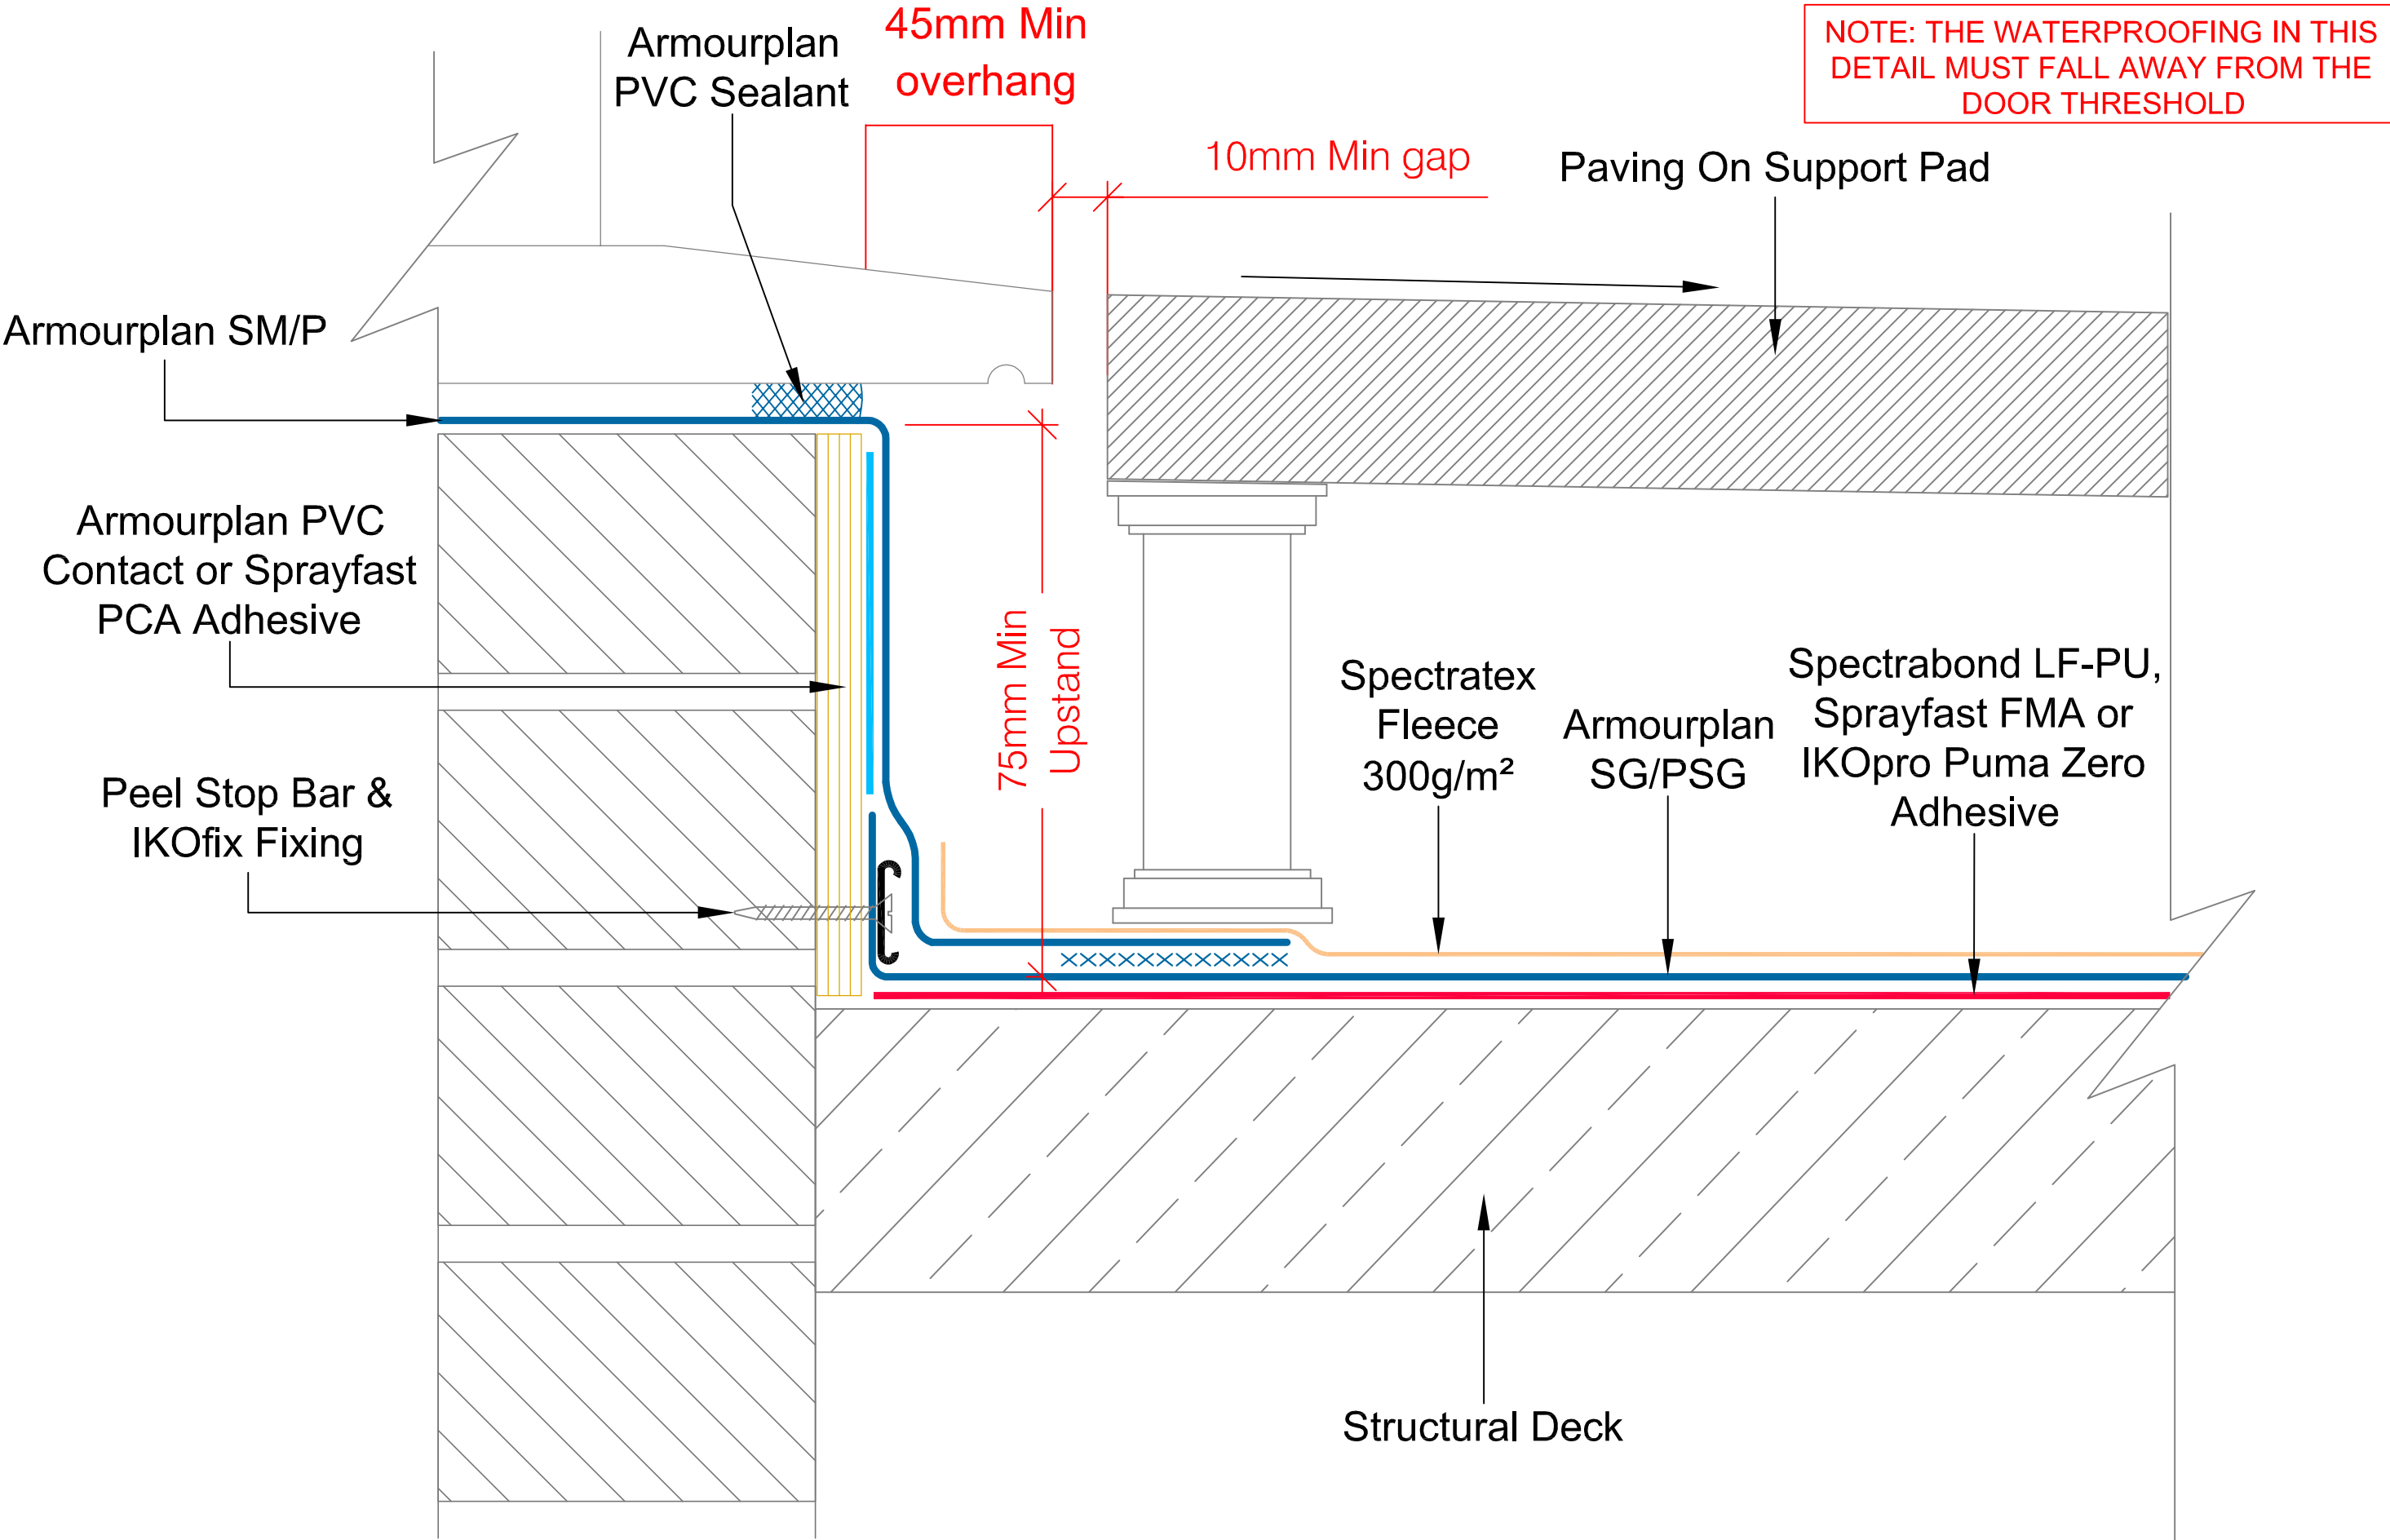 45mm Min
overhang
Armourplan
PVC Sealant
NOTE: THE WATERPROOFING IN THIS
DETAIL MUST FALL AWAY FROM THE
DOOR THRESHOLD
10mm Min gap
Paving On Support Pad
Armourplan SM/P
Armourplan PVC
Contact or Sprayfast
PCA Adhesive
75mm Min
Upstand
Peel Stop Bar &
IKOfix Fixing
Spectratex
Fleece
300g/m²
Armourplan
SG/PSG
Spectrabond LF-PU,
Sprayfast FMA or
IKOpro Puma Zero
Adhesive
Structural Deck